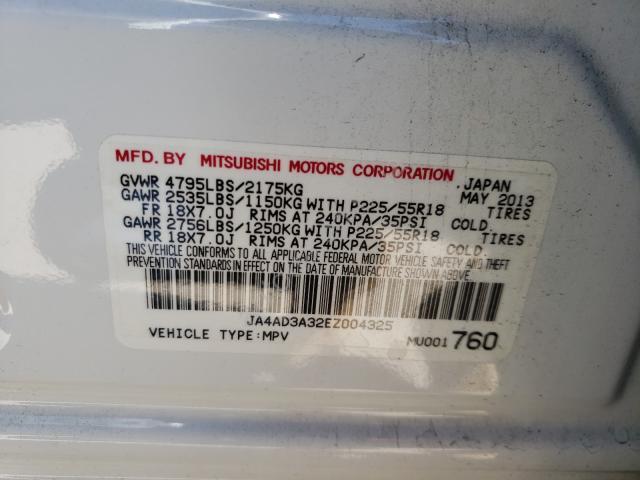 MFD. BY MITSUBISHI MOTORS CORPORATION. JAPAN
GVWR 4795LBS/2175KG MAY 2013
GAWR 2535LBS/1150KG WITH P225/55R18 TIRES
FR 18X7.0J RIMS AT 240KPA/35PSI COLD.
GAWR 2756LBS/1250KG WITH P225/55R18 TIRES
RR 18X7.0J RIMS AT 240KPA/35PSI COLD.
THIS VEHICLE CONFORMS TO ALL APPLICABLE FEDERAL MOTOR VEHICLE SAFETY AND THEFT
PREVENTION STANDARDS IN EFFECT ON THE DATE OF MANUFACTURE SHOWN ABOVE.
JA4AD3A32EZ004325
VEHICLE TYPE:MPV MU001760